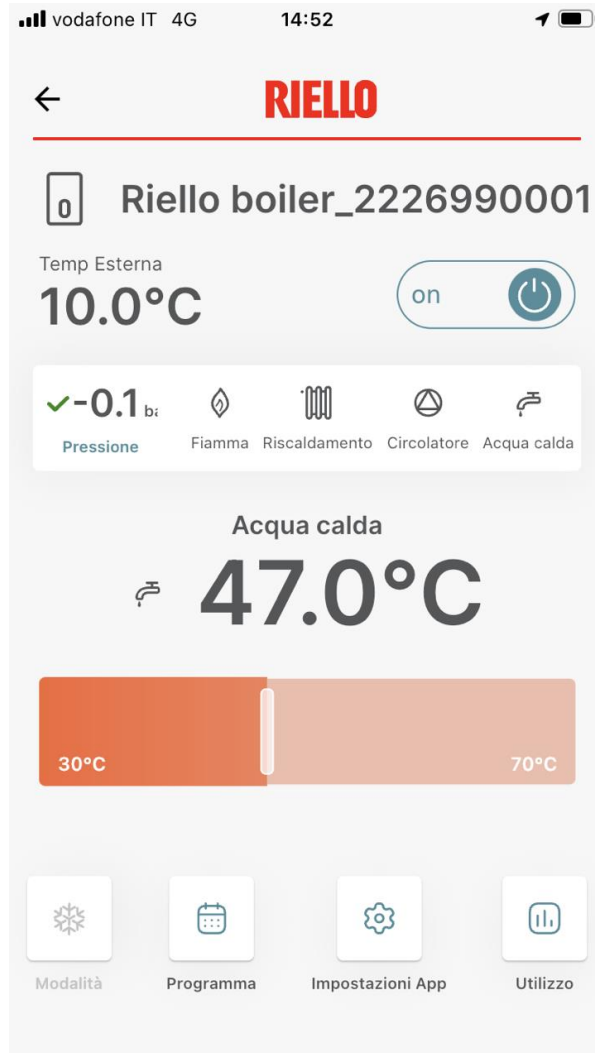 vodafone IT 4G 14:52
RIELLO
Riello boiler_2226990001
Temp Esterna
10.0°C
on
-0.1 ba
Pressione
Fiamma
Riscaldamento
Circolatore
Acqua calda
Acqua calda
47.0°C
30°C 70°C
Modalità
Programma
Impostazioni App
Utilizzo